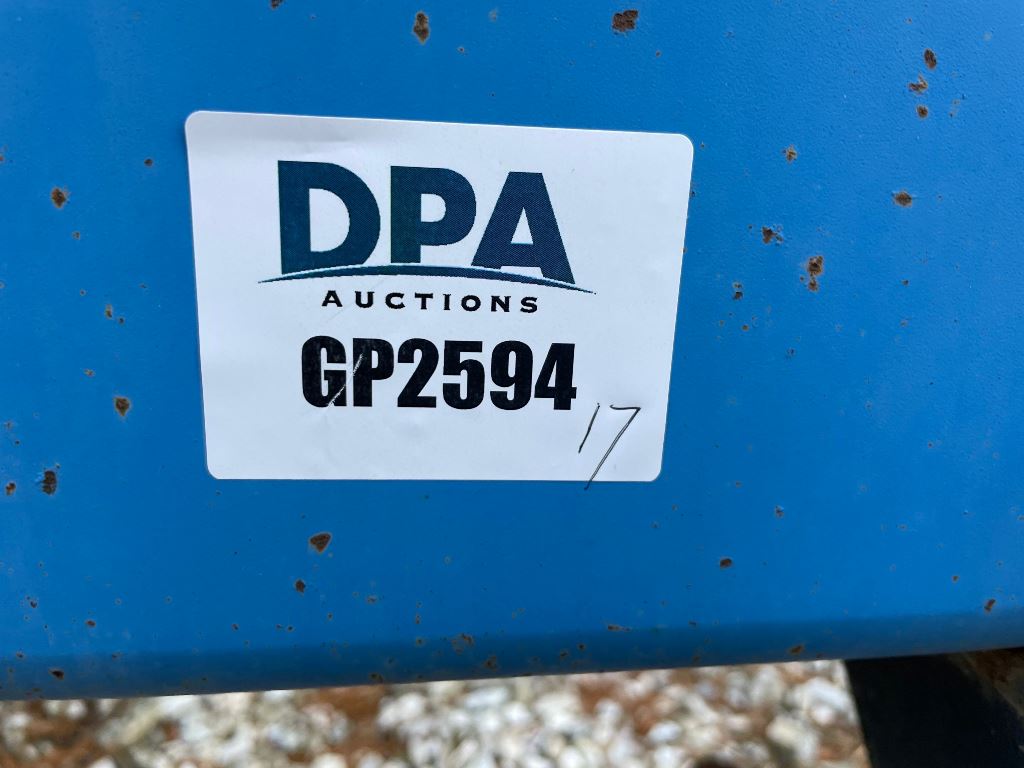 DPA
AUCTIONS
GP2594
17